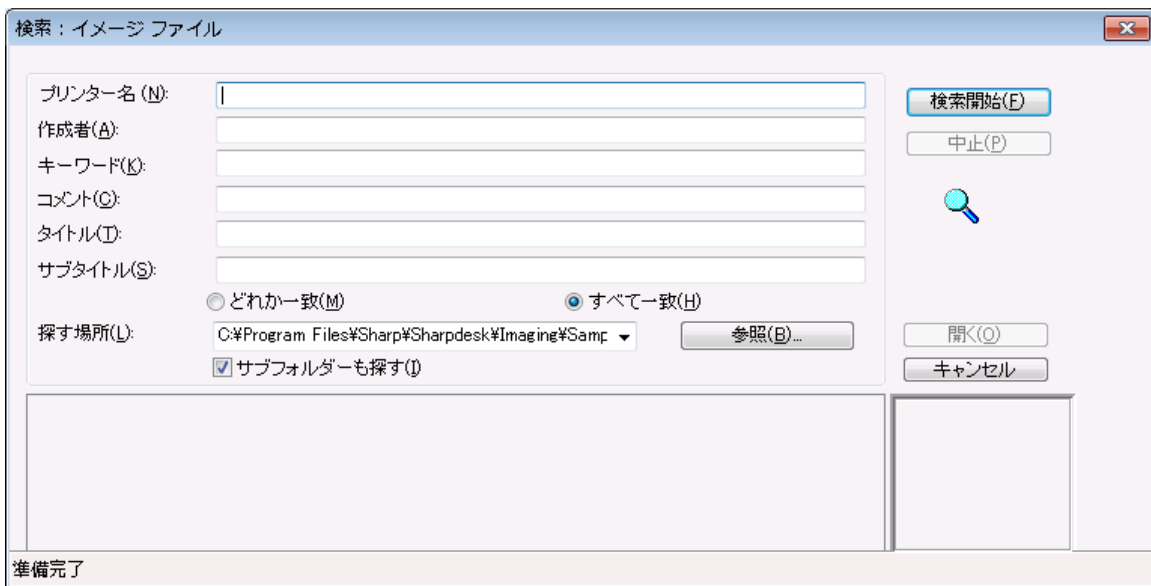 検索：イメージ ファイル
プリンター名 (N):
検索開始(F)
作成者(A):
中止(P)
キーワード(K):
コメント(C):
タイトル(T):
サブタイトル(S):
どれか一致(M) すべて一致(H)
探す場所(L): C:¥Program Files¥Sharp¥Sharpdesk¥Imaging¥Samp 参照(B)... 開く(O)
サブフォルダーも探す(I) キャンセル
準備完了